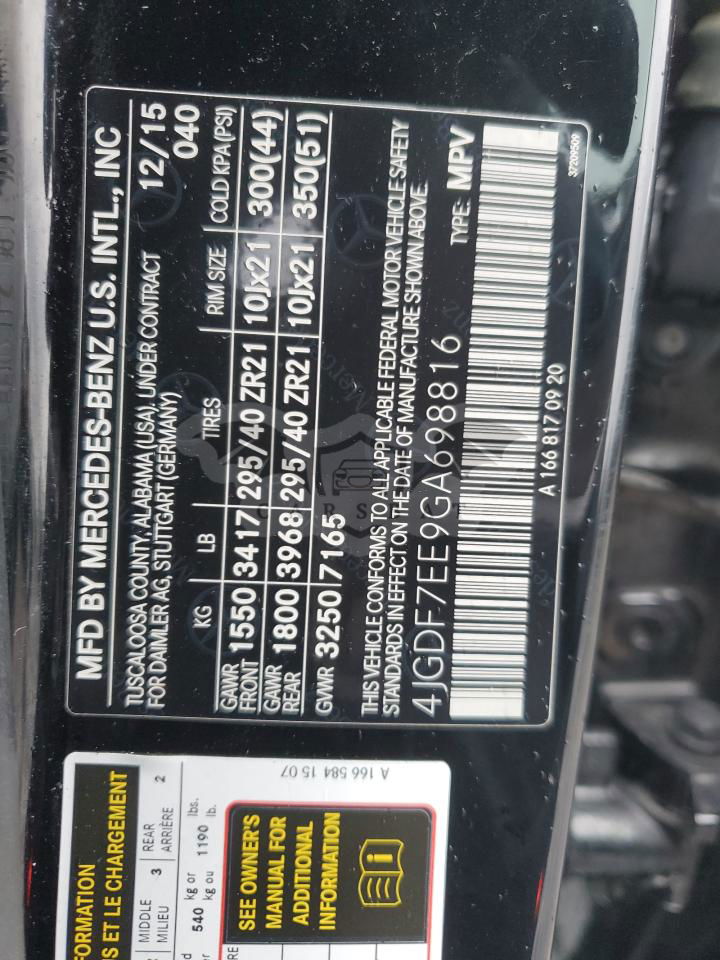 MFD BY MERCEDES-BENZ U.S. INTL., INC
TUSCALOOSA COUNTY, ALABAMA (USA), UNDER CONTRACT 12/15
FOR DAIMLER AG, STUTTGART (GERMANY) 040
KG LB TIRES RIM SIZE COLD KPA (PSI)
GAWR FRONT 1550 3417 295/40 ZR21 10Jx21 300(44)
GAWR REAR 1800 3968 295/40 ZR21 10Jx21 350(51)
GVWR 3250 7165
THIS VEHICLE CONFORMS TO ALL APPLICABLE FEDERAL MOTOR VEHICLE SAFETY
STANDARDS IN EFFECT ON THE DATE OF MANUFACTURE SHOWN ABOVE.
4JGDF7EE9GA698816 TYPE: MPV
A 166 817 09 20
37209509
ORMATION
S ET LE CHARGEMENT
MIDDLE 3 REAR 2
MILIEU ARRIÈRE
540 kg or 1190 lbs.
kg ou lb.
SEE OWNER'S
MANUAL FOR
ADDITIONAL
INFORMATION
A 166 584 15 07